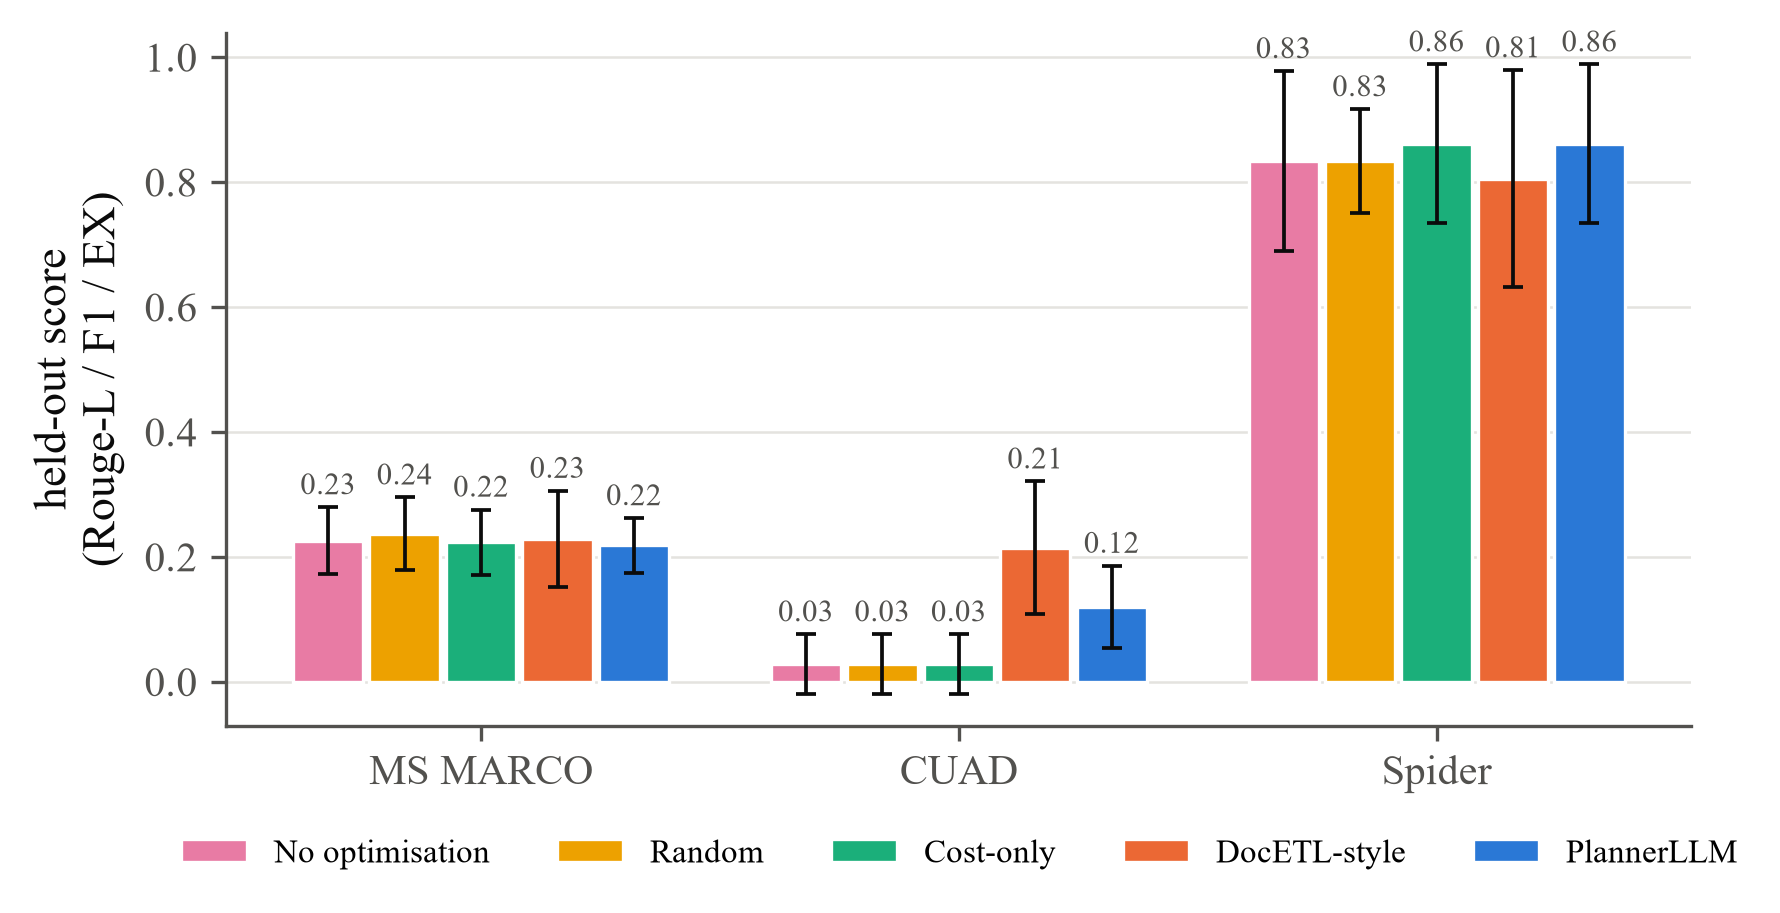 held-out score
(Rouge-L / F1 / EX)
1.0
0.8
0.6
0.4
0.2
0.0
0.23 0.24 0.22 0.23 0.22
0.03 0.03 0.03 0.21 0.12
0.83 0.83 0.86 0.81 0.86
MS MARCO CUAD Spider
No optimisation Random Cost-only DocETL-style PlannerLLM